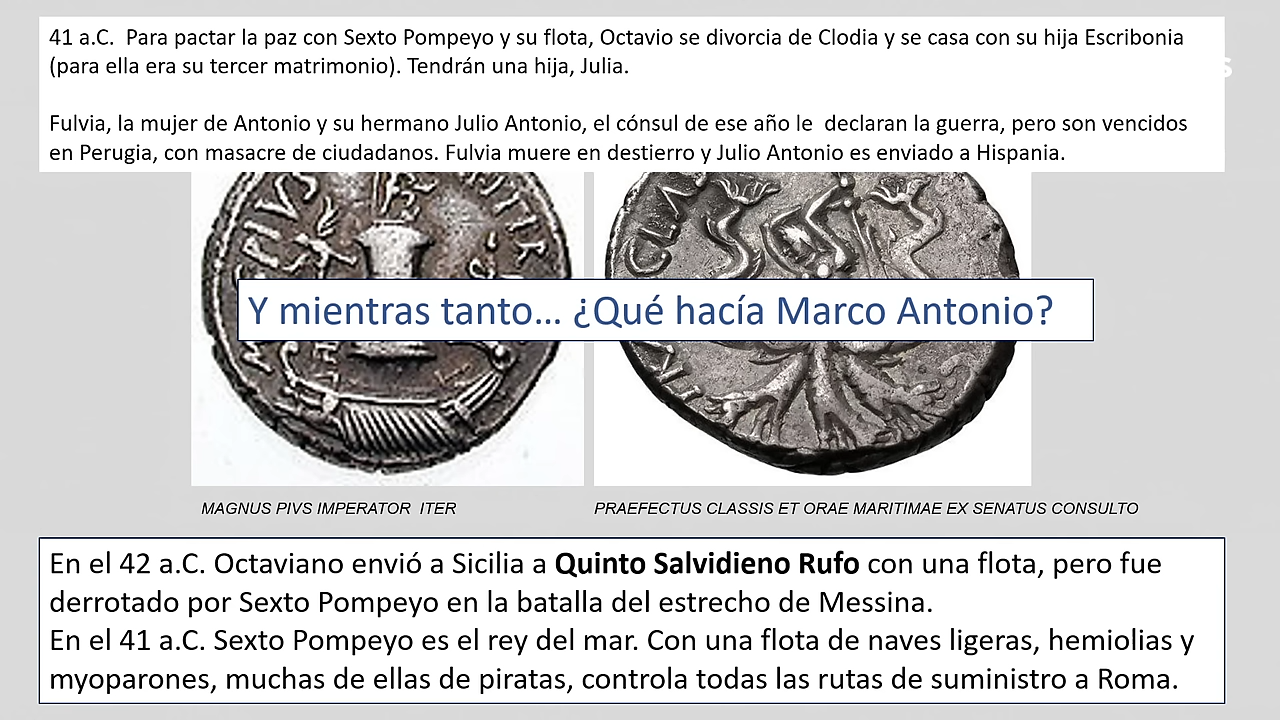 41 a.C.  Para pactar la paz con Sexto Pompeyo y su flota, Octavio se divorcia de Clodia y se casa con su hija Escribonia
(para ella era su tercer matrimonio). Tendrán una hija, Julia.
Fulvia, la mujer de Antonio y su hermano Julio Antonio, el cónsul de ese año le  declaran la guerra, pero son vencidos
en Perugia, con masacre de ciudadanos. Fulvia muere en destierro y Julio Antonio es enviado a Hispania.
Y mientras tanto... ¿Qué hacía Marco Antonio?
MAGNUS PIVS IMPERATOR  ITER
PRAEFECTUS CLASSIS ET ORAE MARITIMAE EX SENATUS CONSULTO
En el 42 a.C. Octaviano envió a Sicilia a Quinto Salvidieno Rufo con una flota, pero fue
derrotado por Sexto Pompeyo en la batalla del estrecho de Messina.
En el 41 a.C. Sexto Pompeyo es el rey del mar. Con una flota de naves ligeras, hemiolias y
myoparones, muchas de ellas de piratas, controla todas las rutas de suministro a Roma.